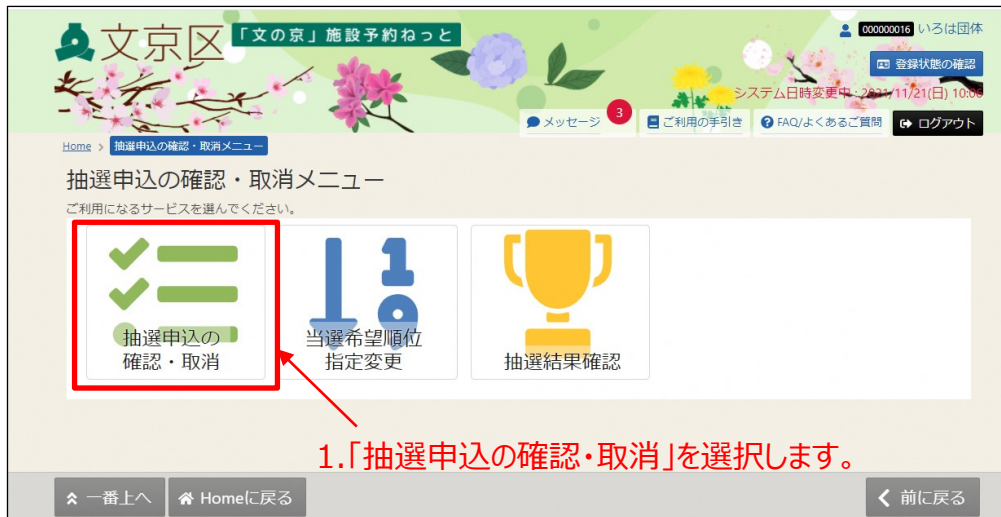 文京区
「文の京」施設予約ねっと
000000016 いろは団体
登録状態の確認
システム日時変更中：2021/11/21(日) 10:06
メッセージ 3
ご利用の手引き
FAQ/よくあるご質問
ログアウト
Home > 抽選申込の確認・取消メニュー
抽選申込の確認・取消メニュー
ご利用になるサービスを選んでください。
抽選申込の
確認・取消
当選希望順位
指定変更
抽選結果確認
1.「抽選申込の確認・取消」を選択します。
一番上へ
Homeに戻る
前に戻る